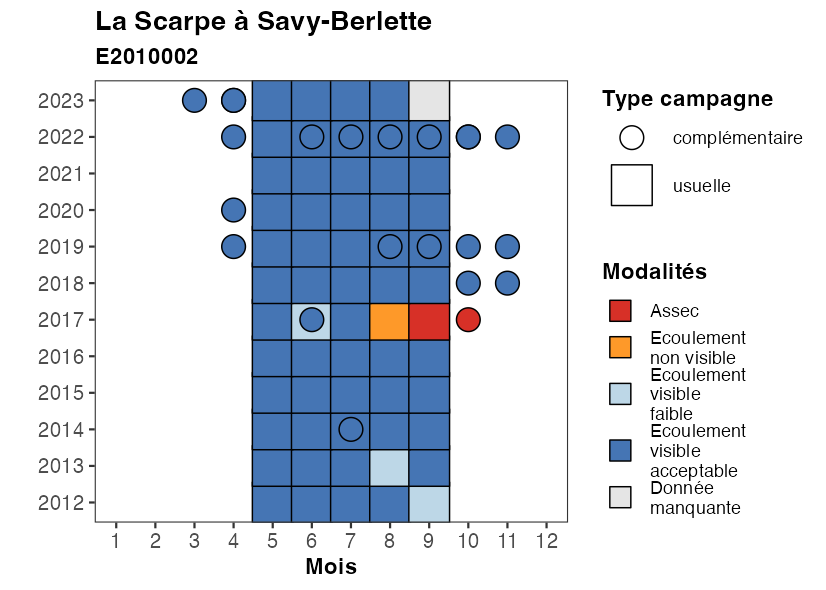 La Scarpe à Savy-Berlette
E2010002
2023
2022
2021
2020
2019
2018
2017
2016
2015
2014
2013
2012
1 2 3 4 5 6 7 8 9 10 11 12
Mois
Type campagne
complémentaire
usuelle
Modalités
Assec
Ecoulement
non visible
Ecoulement
visible
faible
Ecoulement
visible
acceptable
Donnée
manquante